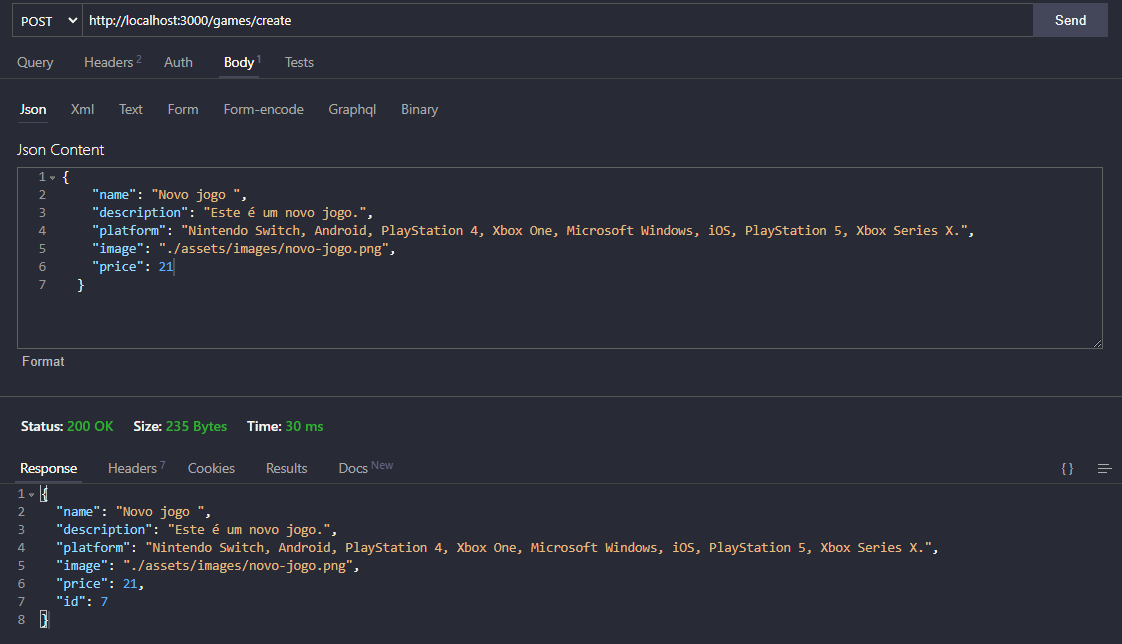 POST http://localhost:3000/games/create Send
Query Headers 2 Auth Body 1 Tests
Json Xml Text Form Form-encode Graphql Binary
Json Content
1 {
2 "name": "Novo jogo ",
3 "description": "Este é um novo jogo.",
4 "platform": "Nintendo Switch, Android, PlayStation 4, Xbox One, Microsoft Windows, iOS, PlayStation 5, Xbox Series X.",
5 "image": "./assets/images/novo-jogo.png",
6 "price": 21
7 }
Format
Status: 200 OK Size: 235 Bytes Time: 30 ms
Response Headers 7 Cookies Results Docs New { }
1 {
2 "name": "Novo jogo ",
3 "description": "Este é um novo jogo.",
4 "platform": "Nintendo Switch, Android, PlayStation 4, Xbox One, Microsoft Windows, iOS, PlayStation 5, Xbox Series X.",
5 "image": "./assets/images/novo-jogo.png",
6 "price": 21,
7 "id": 7
8 }